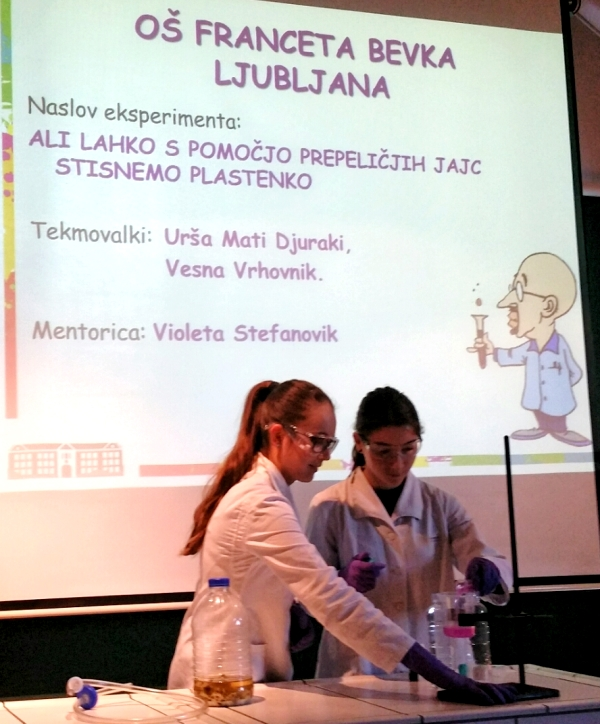 OŠ FRANCETA BEVKA
LJUBLJANA
Naslov eksperimenta:
ALI LAHKO S POMOČJO PREPELIČJIH JAJC
STISNEMO PLASTENKO
Tekmovalki: Urša Mati Djuraki,
Vesna Vrhovnik.
Mentorica: Violeta Stefanovik